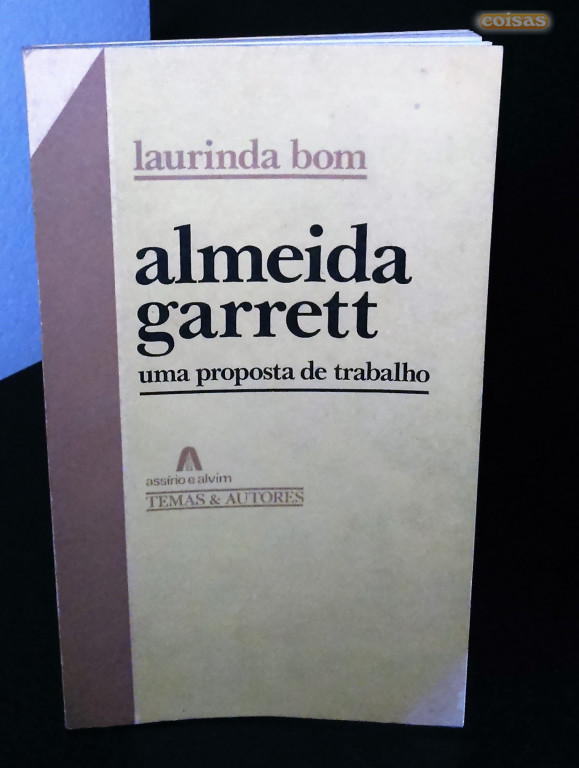 coisas
laurinda bom
almeida
garrett
uma proposta de trabalho
assírio e alvim
TEMAS & AUTORES